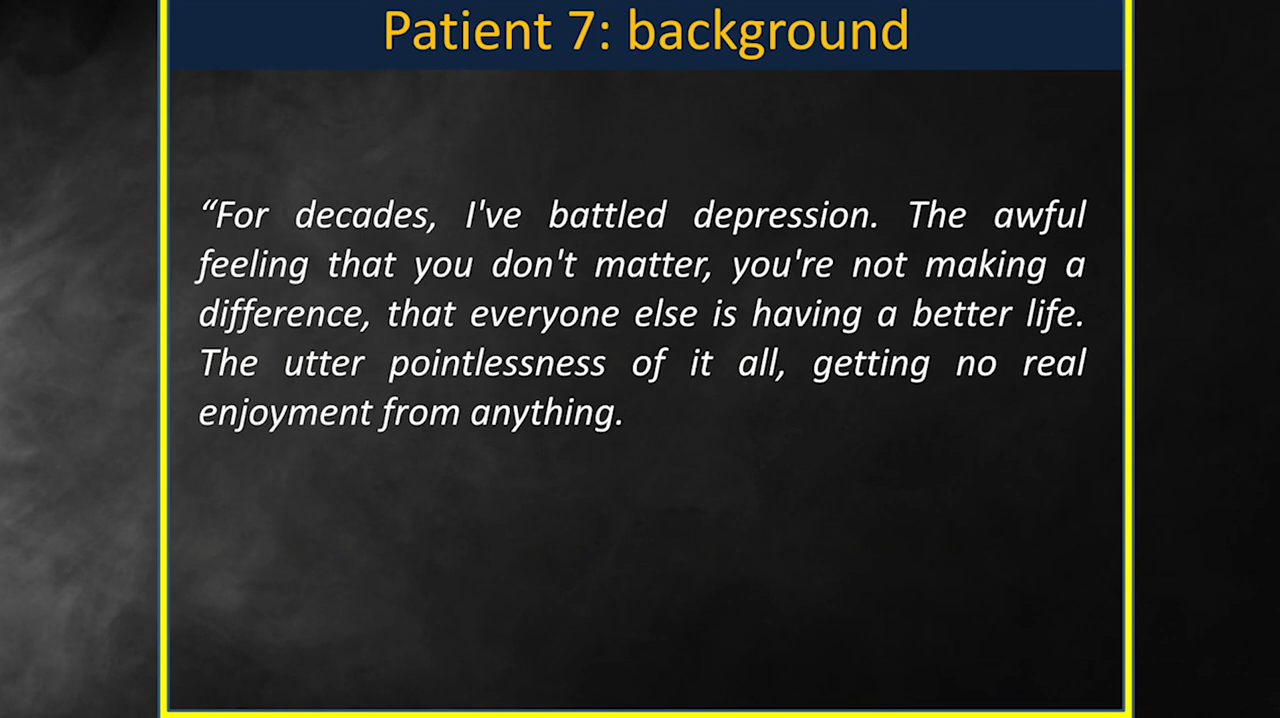 Patient 7: background
“For decades, I've battled depression. The awful
feeling that you don't matter, you're not making a
difference, that everyone else is having a better life.
The utter pointlessness of it all, getting no real
enjoyment from anything.